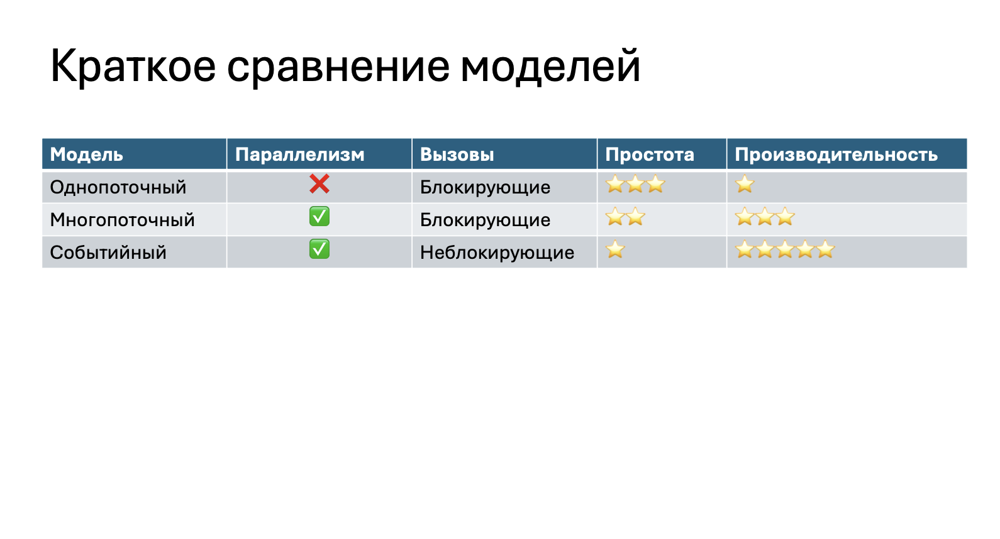 Краткое сравнение моделей
Модель Параллелизм Вызовы Простота Производительность
Однопоточный ❌ Блокирующие ⭐⭐⭐ ⭐
Многопоточный ✅ Блокирующие ⭐⭐ ⭐⭐⭐
Событийный ✅ Неблокирующие ⭐ ⭐⭐⭐⭐⭐